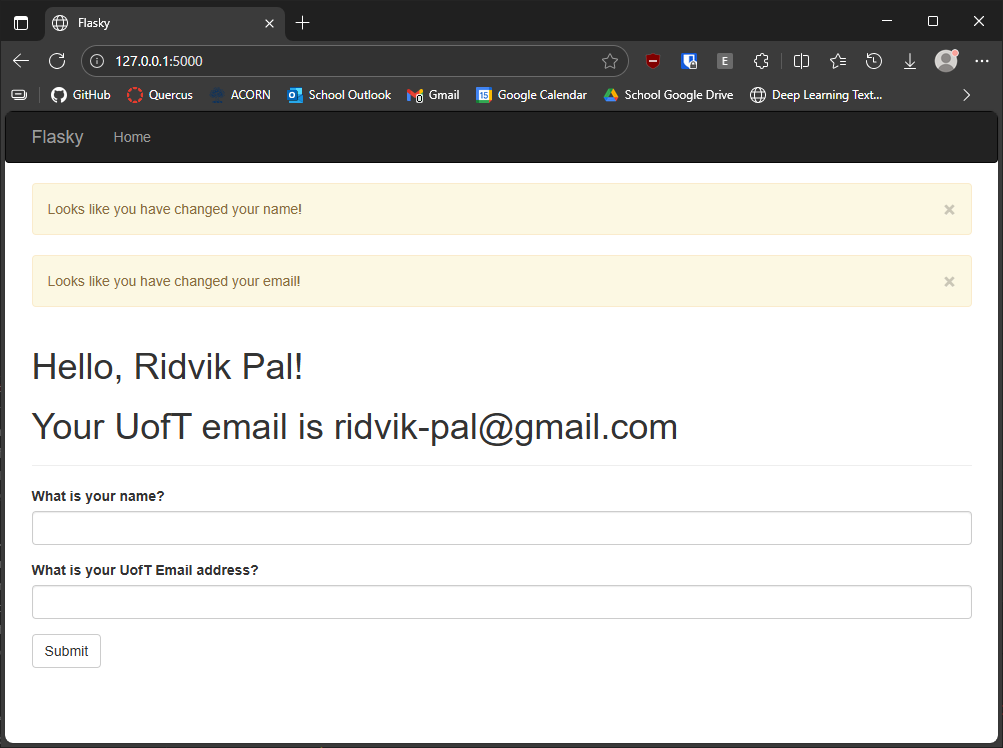 Flasky
127.0.0.1:5000
E
GitHub Quercus ACORN School Outlook Gmail 15 Google Calendar School Google Drive Deep Learning Text...
Flasky Home
Looks like you have changed your name! ×
Looks like you have changed your email! ×
Hello, Ridvik Pal!
Your UofT email is ridvik-pal@gmail.com
What is your name?
What is your UofT Email address?
Submit